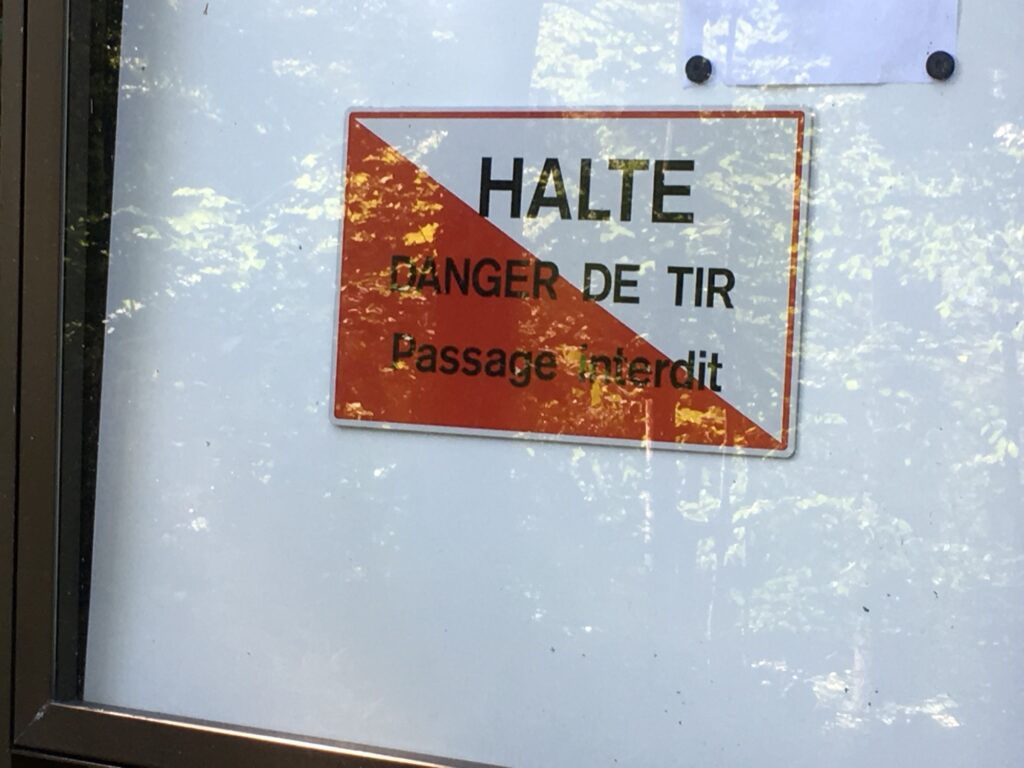 HALTE
DANGER DE TIR
Passage interdit